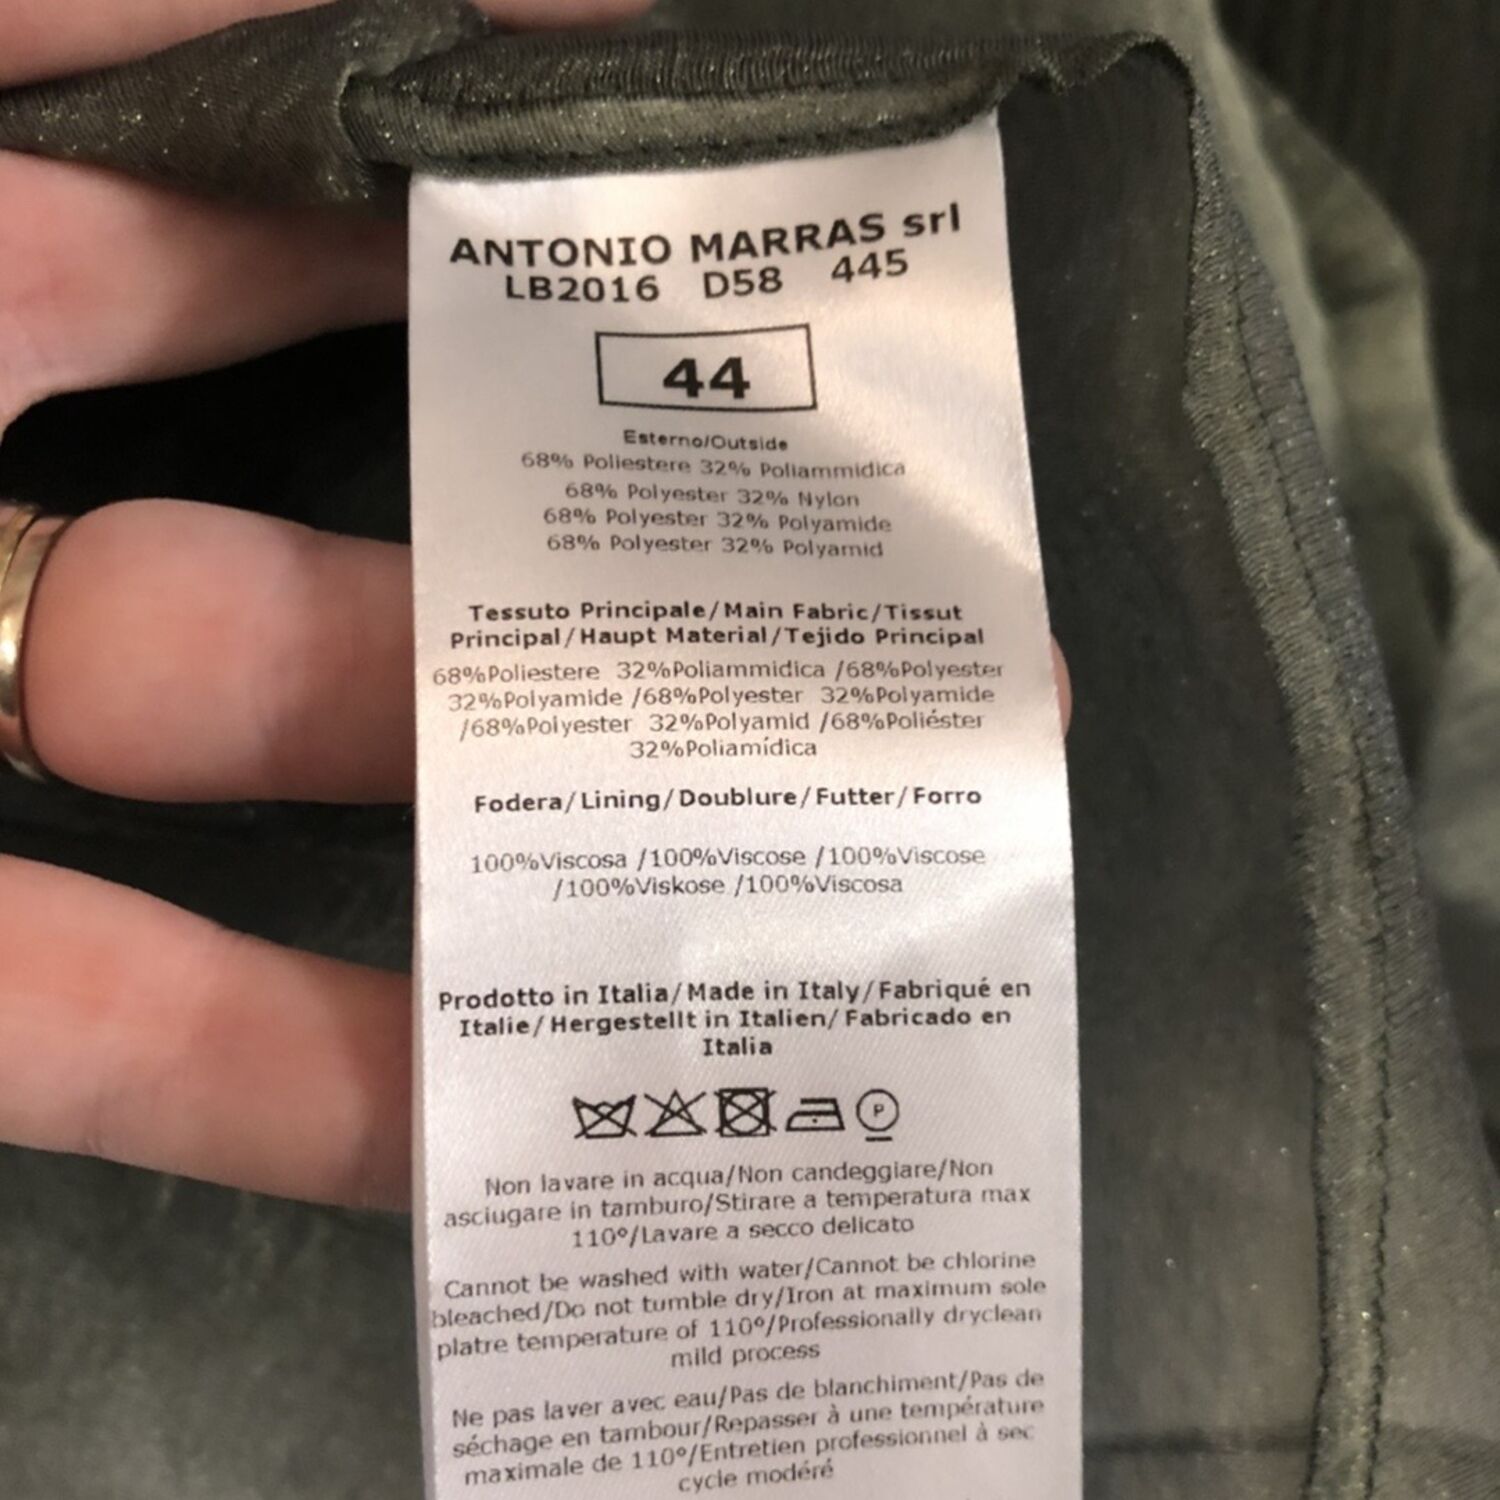 ANTONIO MARRAS srl
LB2016 D58 445
44
Esterno/Outside
68% Poliestere 32% Poliammidica
68% Polyester 32% Nylon
68% Polyester 32% Polyamide
68% Polyester 32% Polyamid
Tessuto Principale/Main Fabric/Tissut
Principal/Haupt Material/Tejido Principal
68%Poliestere 32%Poliammidica /68%Polyester
32%Polyamide /68%Polyester 32%Polyamide
/68%Polyester 32%Polyamid /68%Poliéster
32%Poliamídica
Fodera/Lining/Doublure/Futter/Forro
100%Viscosa /100%Viscose /100%Viscose
/100%Viskose /100%Viscosa
Prodotto in Italia/Made in Italy/Fabriqué en
Italie/Hergestellt in Italien/Fabricado en
Italia
P
Non lavare in acqua/Non candeggiare/Non
asciugare in tamburo/Stirare a temperatura max
110°/Lavare a secco delicato
Cannot be washed with water/Cannot be chlorine
bleached/Do not tumble dry/Iron at maximum sole
platre temperature of 110°/Professionally dryclean
mild process
Ne pas laver avec eau/Pas de blanchiment/Pas de
séchage en tambour/Repasser à une température
maximale de 110°/Entretien professionnel à sec
cycle modéré